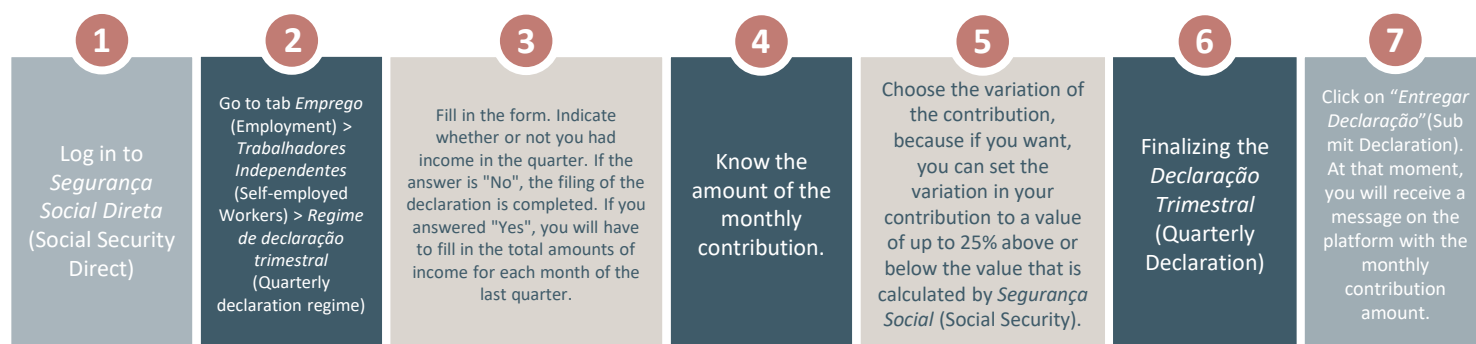 1
Log in to
Segurança
Social Direta
(Social Security
Direct)
2
Go to tab Emprego
(Employment) >
Trabalhadores
Independentes
(Self-employed
Workers) > Regime
de declaração
trimestral
(Quarterly
declaration regime)
3
Fill in the form. Indicate
whether or not you had
income in the quarter. If the
answer is "No", the filing of the
declaration is completed. If you
answered "Yes", you will have
to fill in the total amounts of
income for each month of the
last quarter.
4
Know the
amount of the
monthly
contribution.
5
Choose the variation of
the contribution,
because if you want,
you can set the
variation in your
contribution to a value
of up to 25% above or
below the value that is
calculated by Segurança
Social (Social Security).
6
Finalizing the
Declaração
Trimestral
(Quarterly
Declaration)
7
Click on “Entregar
Declaração”(Sub
mit Declaration).
At that moment,
you will receive a
message on the
platform with the
monthly
contribution
amount.